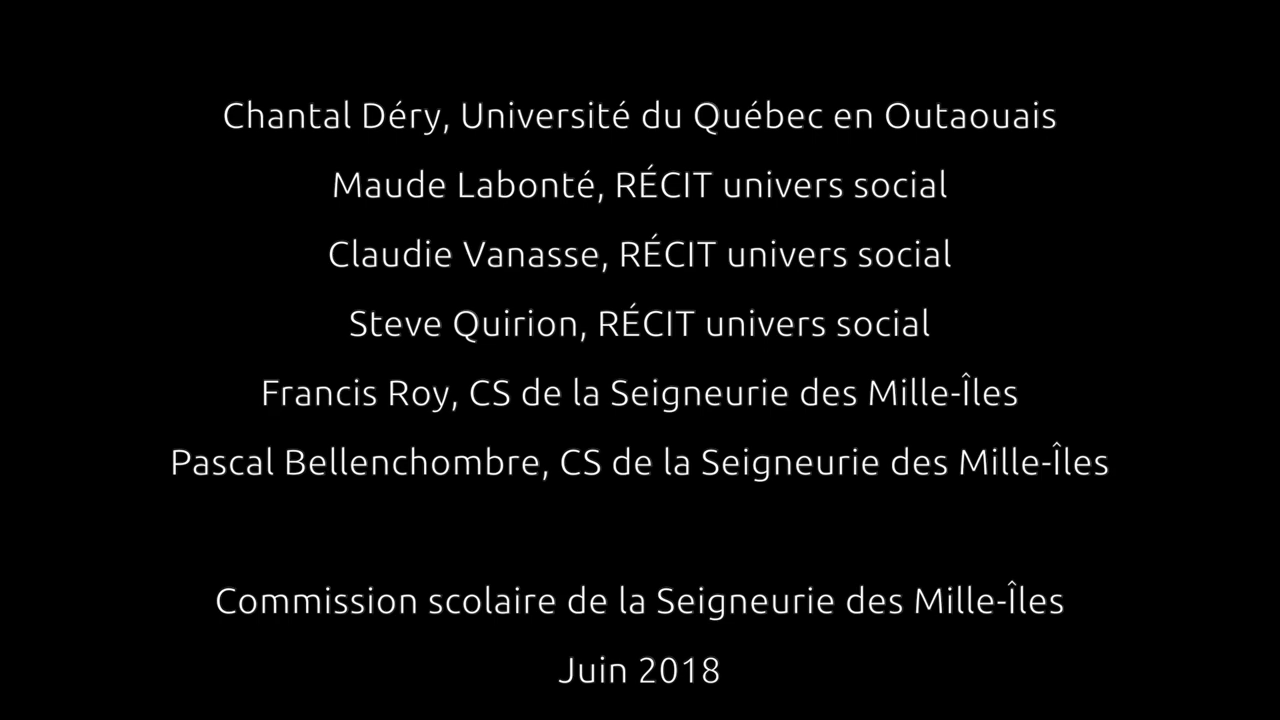 Chantal Déry, Université du Québec en Outaouais
Maude Labonté, RÉCIT univers social
Claudie Vanasse, RÉCIT univers social
Steve Quirion, RÉCIT univers social
Francis Roy, CS de la Seigneurie des Mille-Îles
Pascal Bellenchombre, CS de la Seigneurie des Mille-Îles
Commission scolaire de la Seigneurie des Mille-Îles
Juin 2018